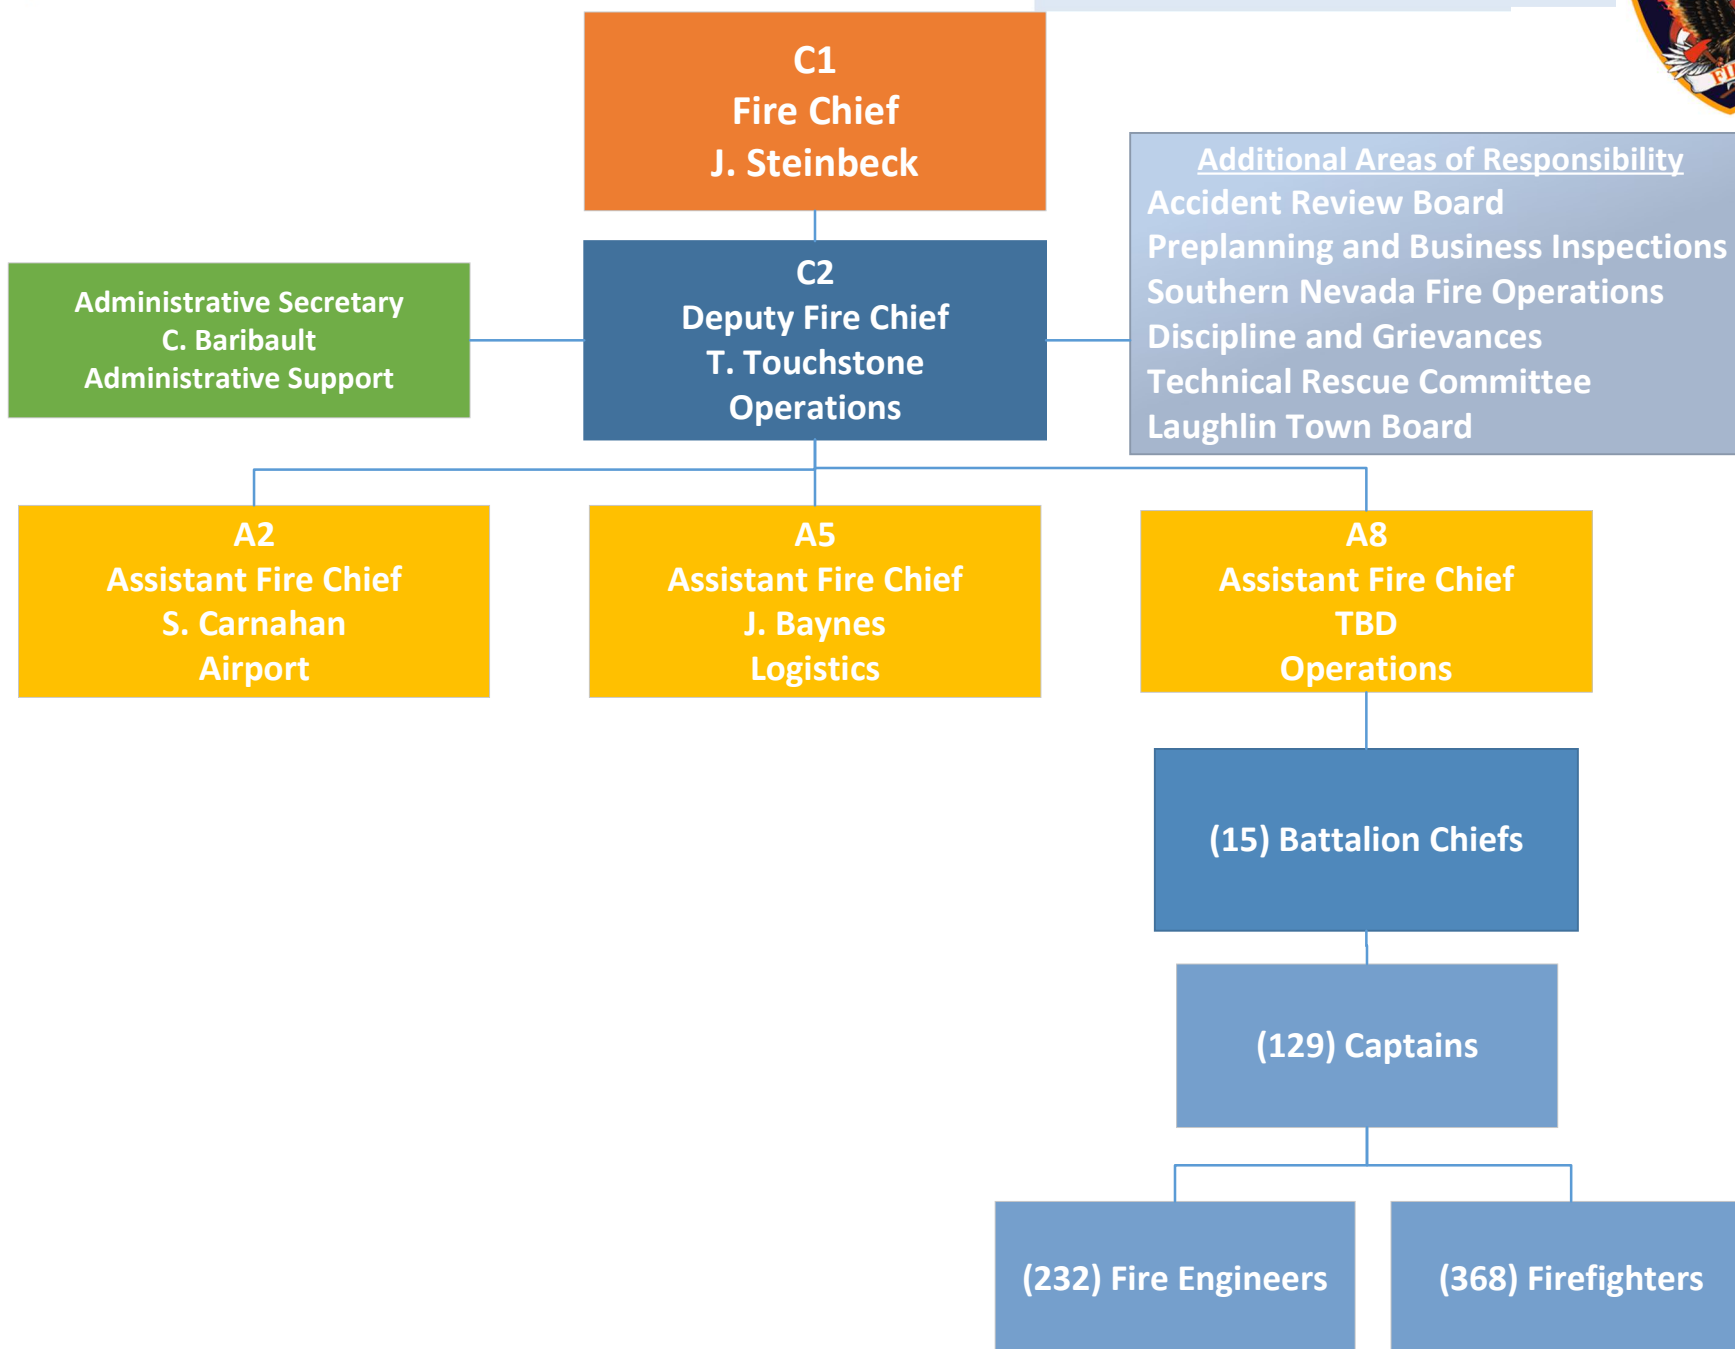 C1
Fire Chief
J. Steinbeck
Additional Areas of Responsibility
Accident Review Board
Preplanning and Business Inspections
Southern Nevada Fire Operations
Discipline and Grievances
Technical Rescue Committee
Laughlin Town Board
C2
Deputy Fire Chief
T. Touchstone
Operations
Administrative Secretary
C. Baribault
Administrative Support
A2
Assistant Fire Chief
S. Carnahan
Airport
A5
Assistant Fire Chief
J. Baynes
Logistics
A8
Assistant Fire Chief
TBD
Operations
(15) Battalion Chiefs
(129) Captains
(232) Fire Engineers
(368) Firefighters